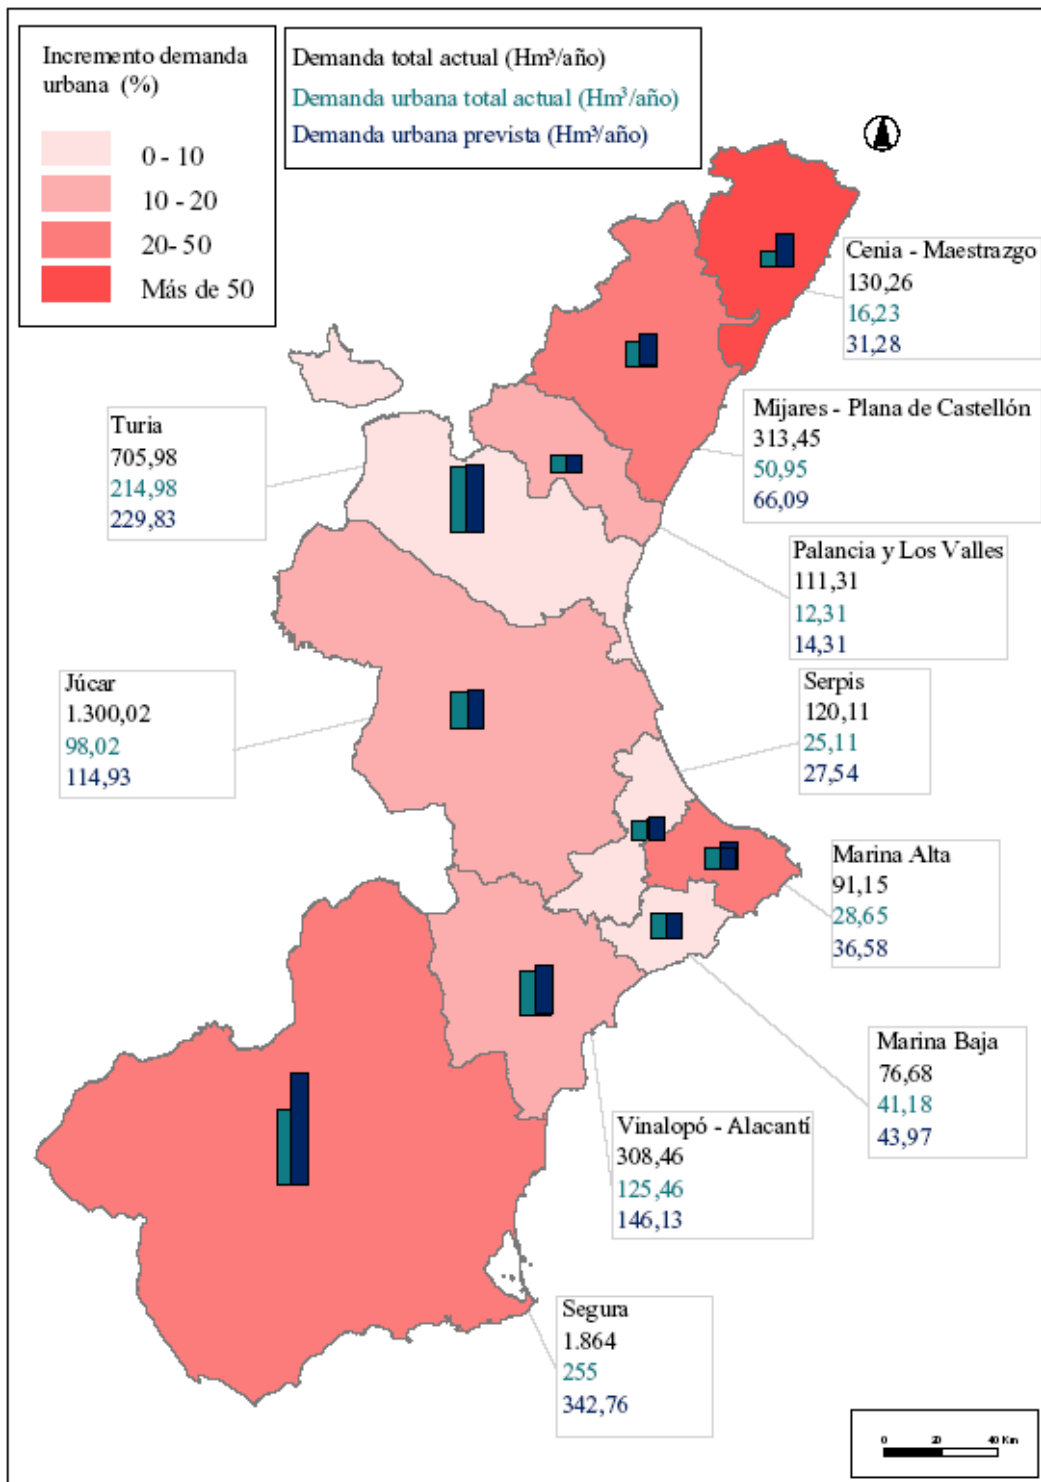 Incremento demanda
urbana (%)
0 - 10
10 - 20
20- 50
Más de 50
Demanda total actual (Hm³/año)
Demanda urbana total actual (Hm³/año)
Demanda urbana prevista (Hm³/año)
Cenia - Maestrazgo
130,26
16,23
31,28
Mijares - Plana de Castellón
313,45
50,95
66,09
Turia
705,98
214,98
229,83
Palancia y Los Valles
111,31
12,31
14,31
Serpis
120,11
25,11
27,54
Júcar
1.300,02
98,02
114,93
Marina Alta
91,15
28,65
36,58
Marina Baja
76,68
41,18
43,97
Vinalopó - Alacantí
308,46
125,46
146,13
Segura
1.864
255
342,76
0 20 40 Km